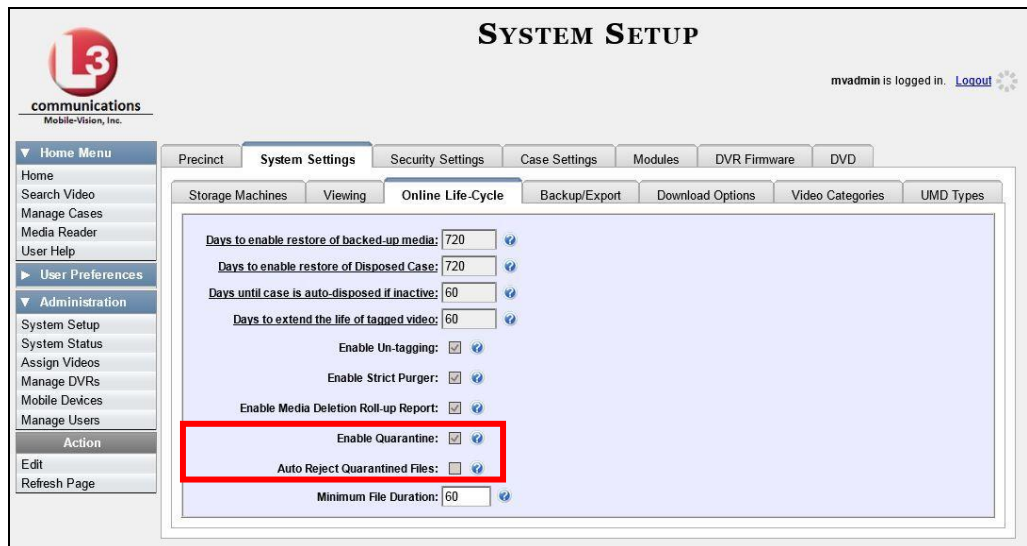 SYSTEM SETUP
L3
communications
Mobile-Vision, Inc.
mvadmin is logged in. Logout
▼ Home Menu
Home
Search Video
Manage Cases
Media Reader
User Help
▶ User Preferences
▼ Administration
System Setup
System Status
Assign Videos
Manage DVRs
Mobile Devices
Manage Users
Action
Edit
Refresh Page
Precinct System Settings Security Settings Case Settings Modules DVR Firmware DVD
Storage Machines Viewing Online Life-Cycle Backup/Export Download Options Video Categories UMD Types
Days to enable restore of backed-up media: 720 ?
Days to enable restore of Disposed Case: 720 ?
Days until case is auto-disposed if inactive: 60 ?
Days to extend the life of tagged video: 60 ?
Enable Un-tagging: ?
Enable Strict Purger: ?
Enable Media Deletion Roll-up Report: ?
Enable Quarantine: ?
Auto Reject Quarantined Files: ?
Minimum File Duration: 60 ?